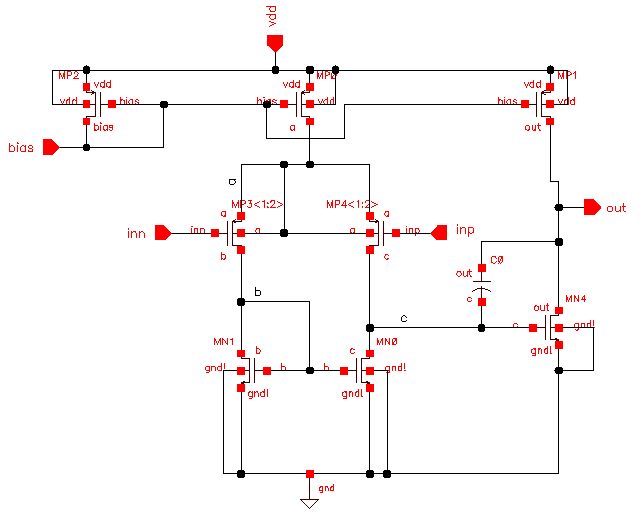 vdd
MP2
vdd
vdd
bias
bias
bias
MP0
vdd
bias
vdd
a
MP1
vdd
bias
vdd
out
out
a
MP3<1:2>
a
inn
inn
a
b
MP4<1:2>
a
a
inp
inp
c
b
c
out
C0
c
MN4
out
c
gnd!
gnd!
MN1
b
gnd!
b
gnd!
MN0
c
b
gnd!
gnd!
gnd